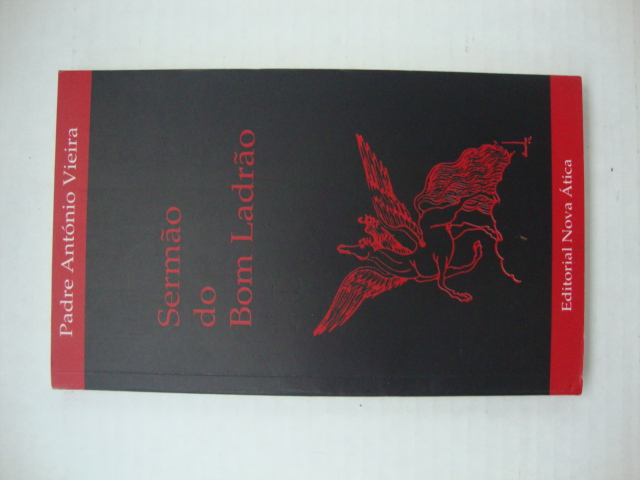 Padre António Vieira
Sermão
do
Bom Ladrão
Editorial Nova Ática